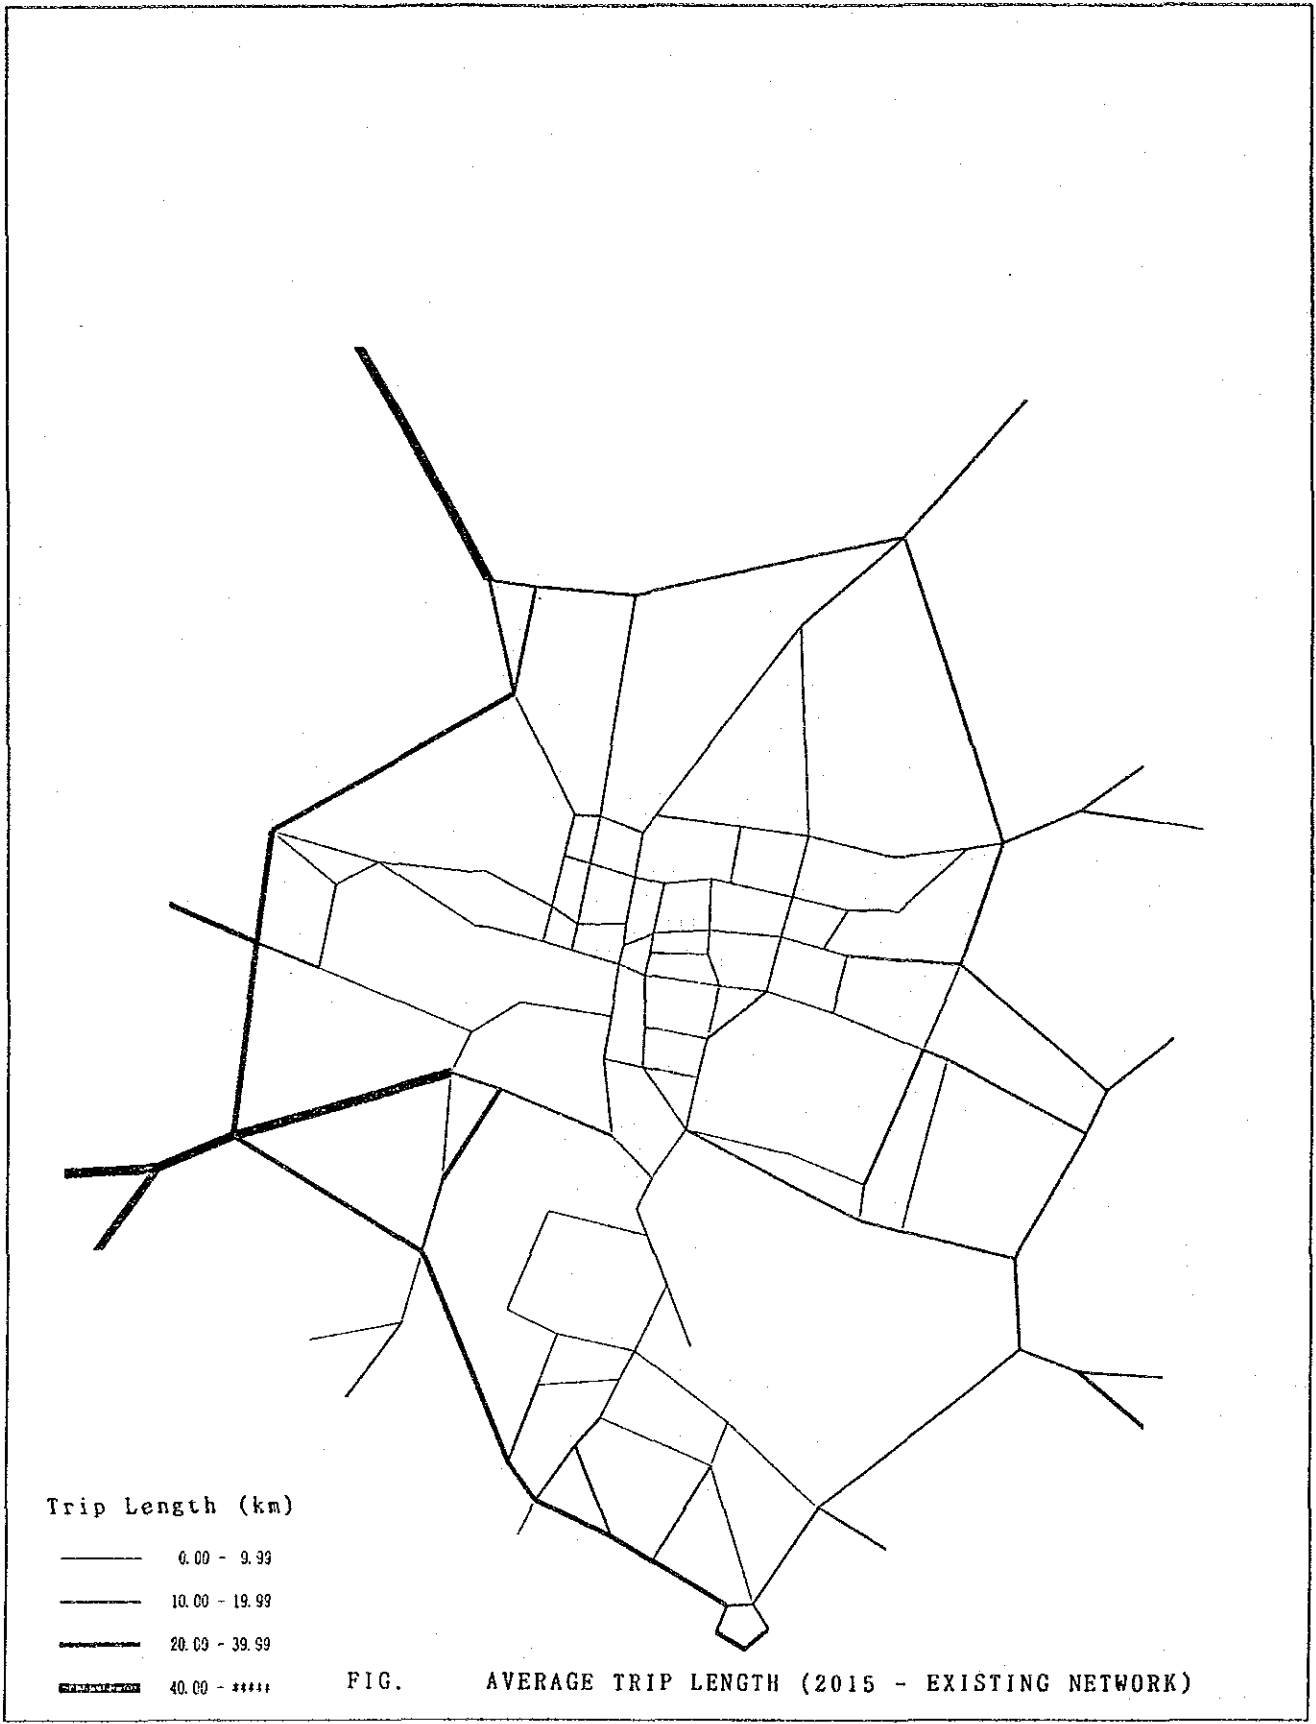 Trip Length (km)
0.00 - 9.99
10.00 - 19.99
20.00 - 39.99
40.00 - *****
FIG. AVERAGE TRIP LENGTH (2015 - EXISTING NETWORK)